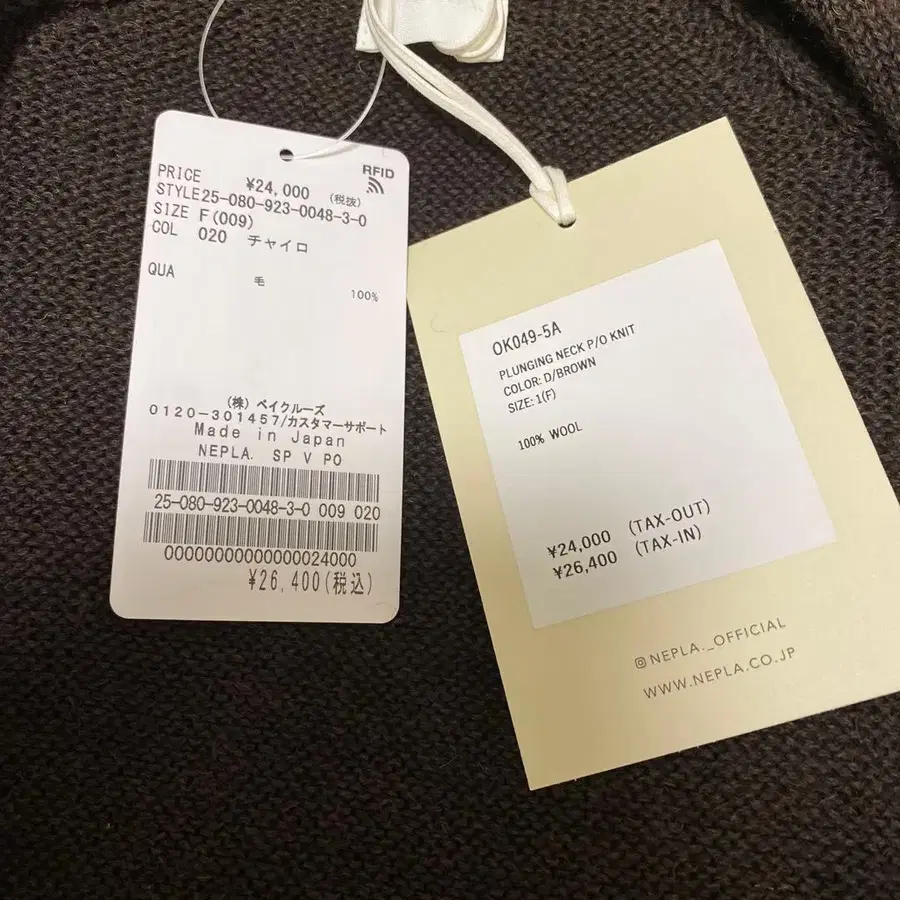 RFID
PRICE ¥24,000 (税抜)
STYLE25-080-923-0048-3-0
SIZE F(009)
COL 020 チャイロ
QUA 毛 100%
(株) ベイクルーズ
0120-301457/カスタマーサポート
Made in Japan
NEPLA. SP V PO
25-080-923-0048-3-0 009 020
00000000000000024000
¥26,400(税込)
OK049-5A
PLUNGING NECK P/O KNIT
COLOR: D/BROWN
SIZE: 1(F)
100% WOOL
¥24,000 (TAX-OUT)
¥26,400 (TAX-IN)
NEPLA._OFFICIAL
WWW.NEPLA.CO.JP